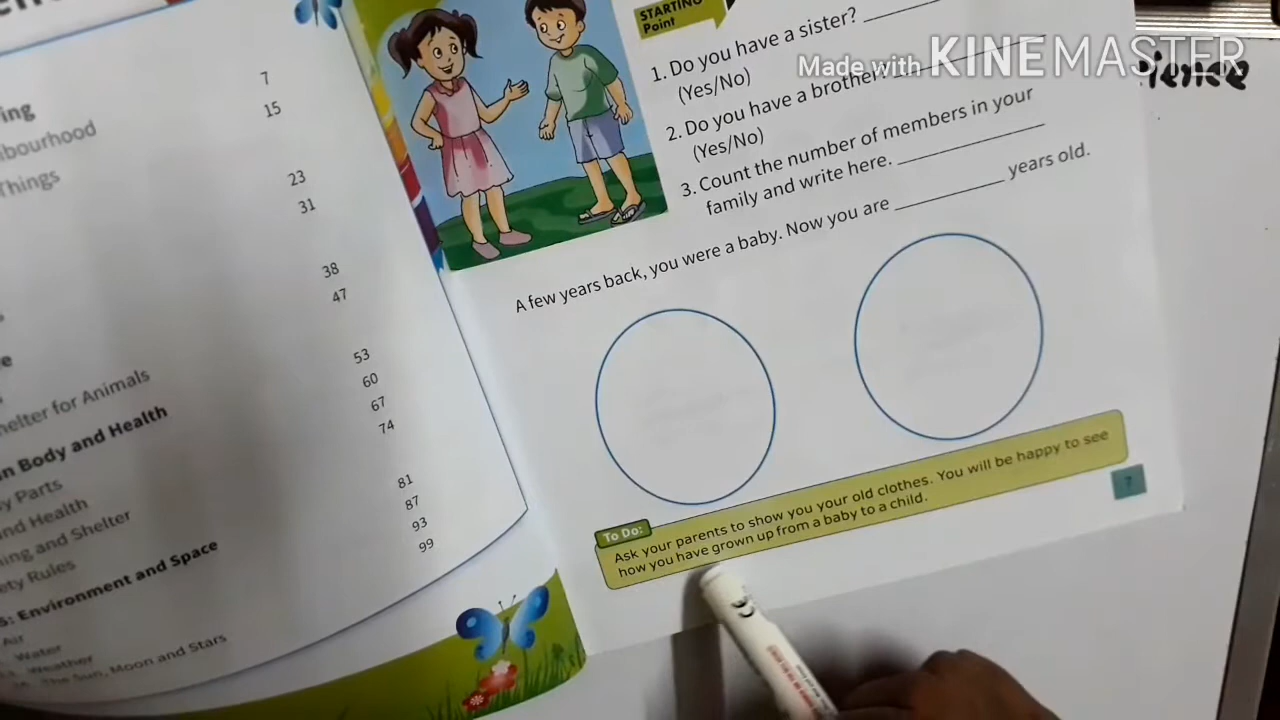 ing
7
15
Things
23
31
38
47
53
60
helter for Animals
67
74
n Body and Health
y Parts
81
nd Health
87
ing and Shelter
93
ety Rules
99
s: Environment and Space
Air
Water
Weather
The Sun, Moon and Stars
STARTING
Point
1. Do you have a sister?
(Yes/No)
2. Do you have a brother?
(Yes/No)
3. Count the number of members in your
family and write here.
A few years back, you were a baby. Now you are years old.
To Do:
Ask your parents to show you your old clothes. You will be happy to see
how you have grown up from a baby to a child.
7
Made with KINEMASTER
ience